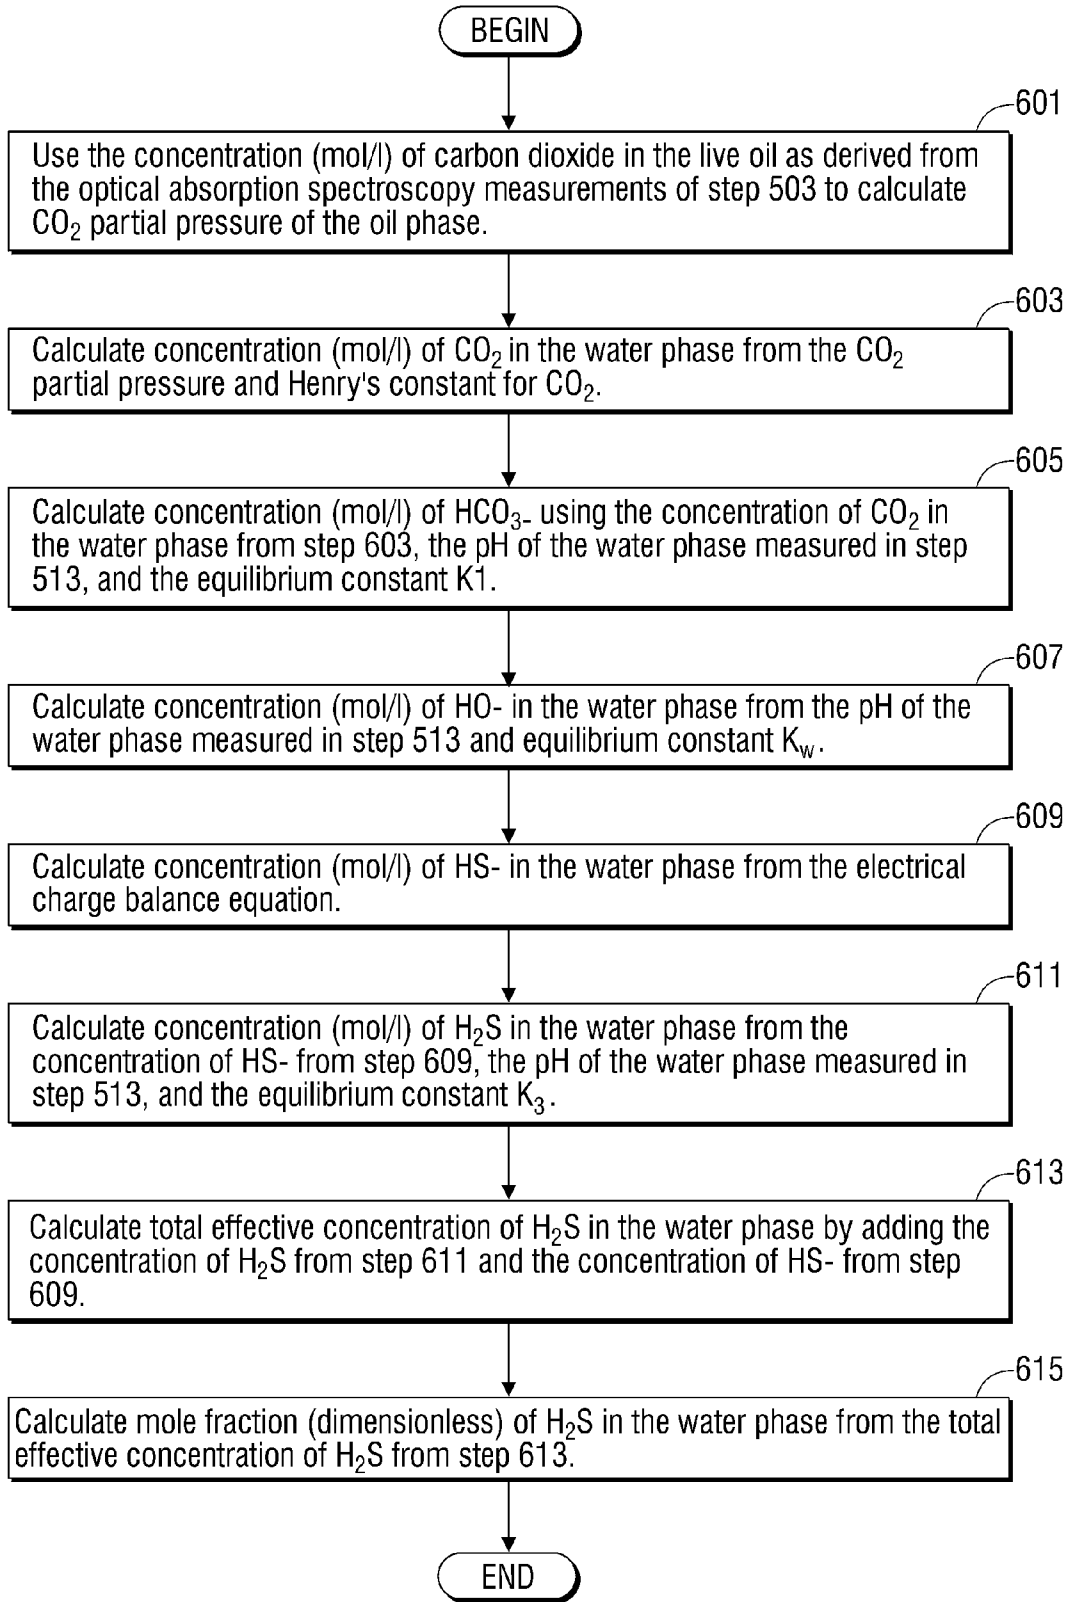 BEGIN
601
Use the concentration (mol/l) of carbon dioxide in the live oil as derived from
the optical absorption spectroscopy measurements of step 503 to calculate
CO₂ partial pressure of the oil phase.
603
Calculate concentration (mol/l) of CO₂ in the water phase from the CO₂
partial pressure and Henry's constant for CO₂.
605
Calculate concentration (mol/l) of HCO₃- using the concentration of CO₂ in
the water phase from step 603, the pH of the water phase measured in step
513, and the equilibrium constant K1.
607
Calculate concentration (mol/l) of HO- in the water phase from the pH of the
water phase measured in step 513 and equilibrium constant K_w.
609
Calculate concentration (mol/l) of HS- in the water phase from the electrical
charge balance equation.
611
Calculate concentration (mol/l) of H₂S in the water phase from the
concentration of HS- from step 609, the pH of the water phase measured in
step 513, and the equilibrium constant K₃.
613
Calculate total effective concentration of H₂S in the water phase by adding the
concentration of H₂S from step 611 and the concentration of HS- from step
609.
615
Calculate mole fraction (dimensionless) of H₂S in the water phase from the total
effective concentration of H₂S from step 613.
END